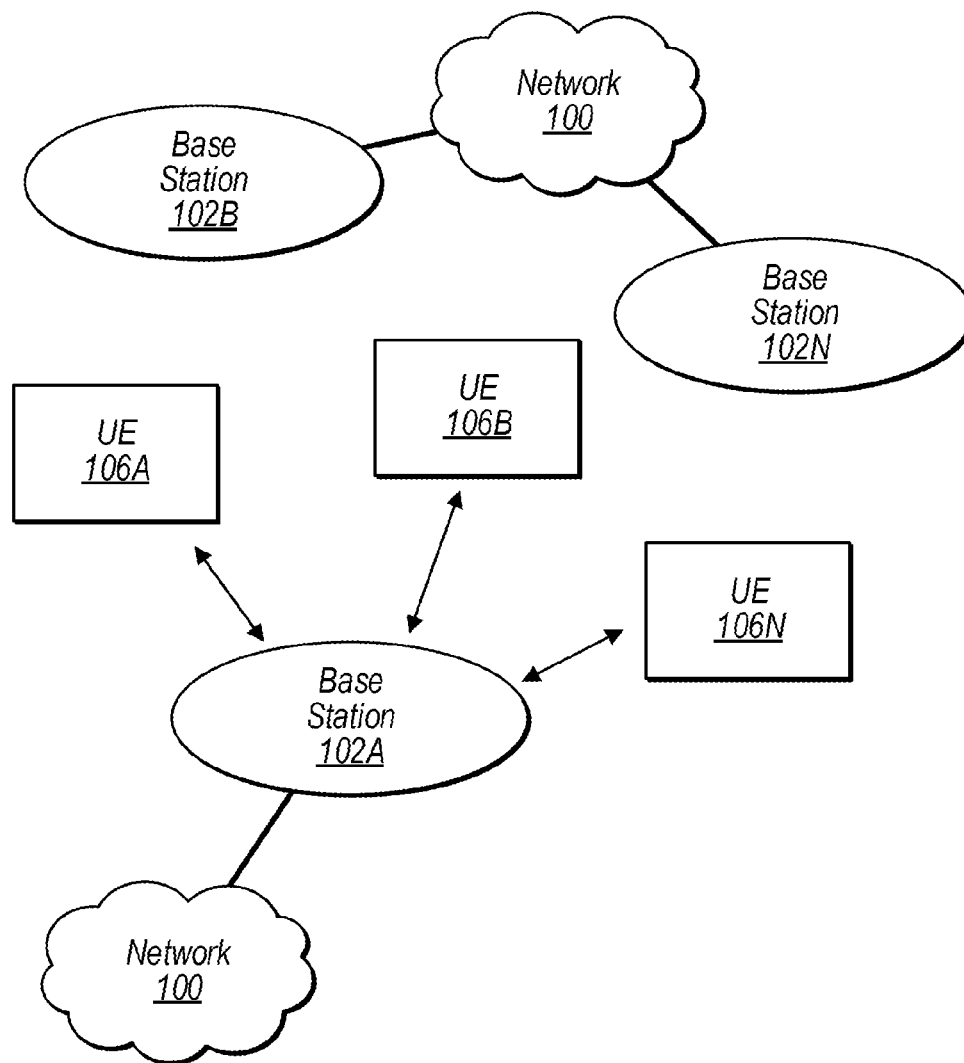 Network
100
Base
Station
102B
Base
Station
102N
UE
106B
UE
106A
UE
106N
Base
Station
102A
Network
100